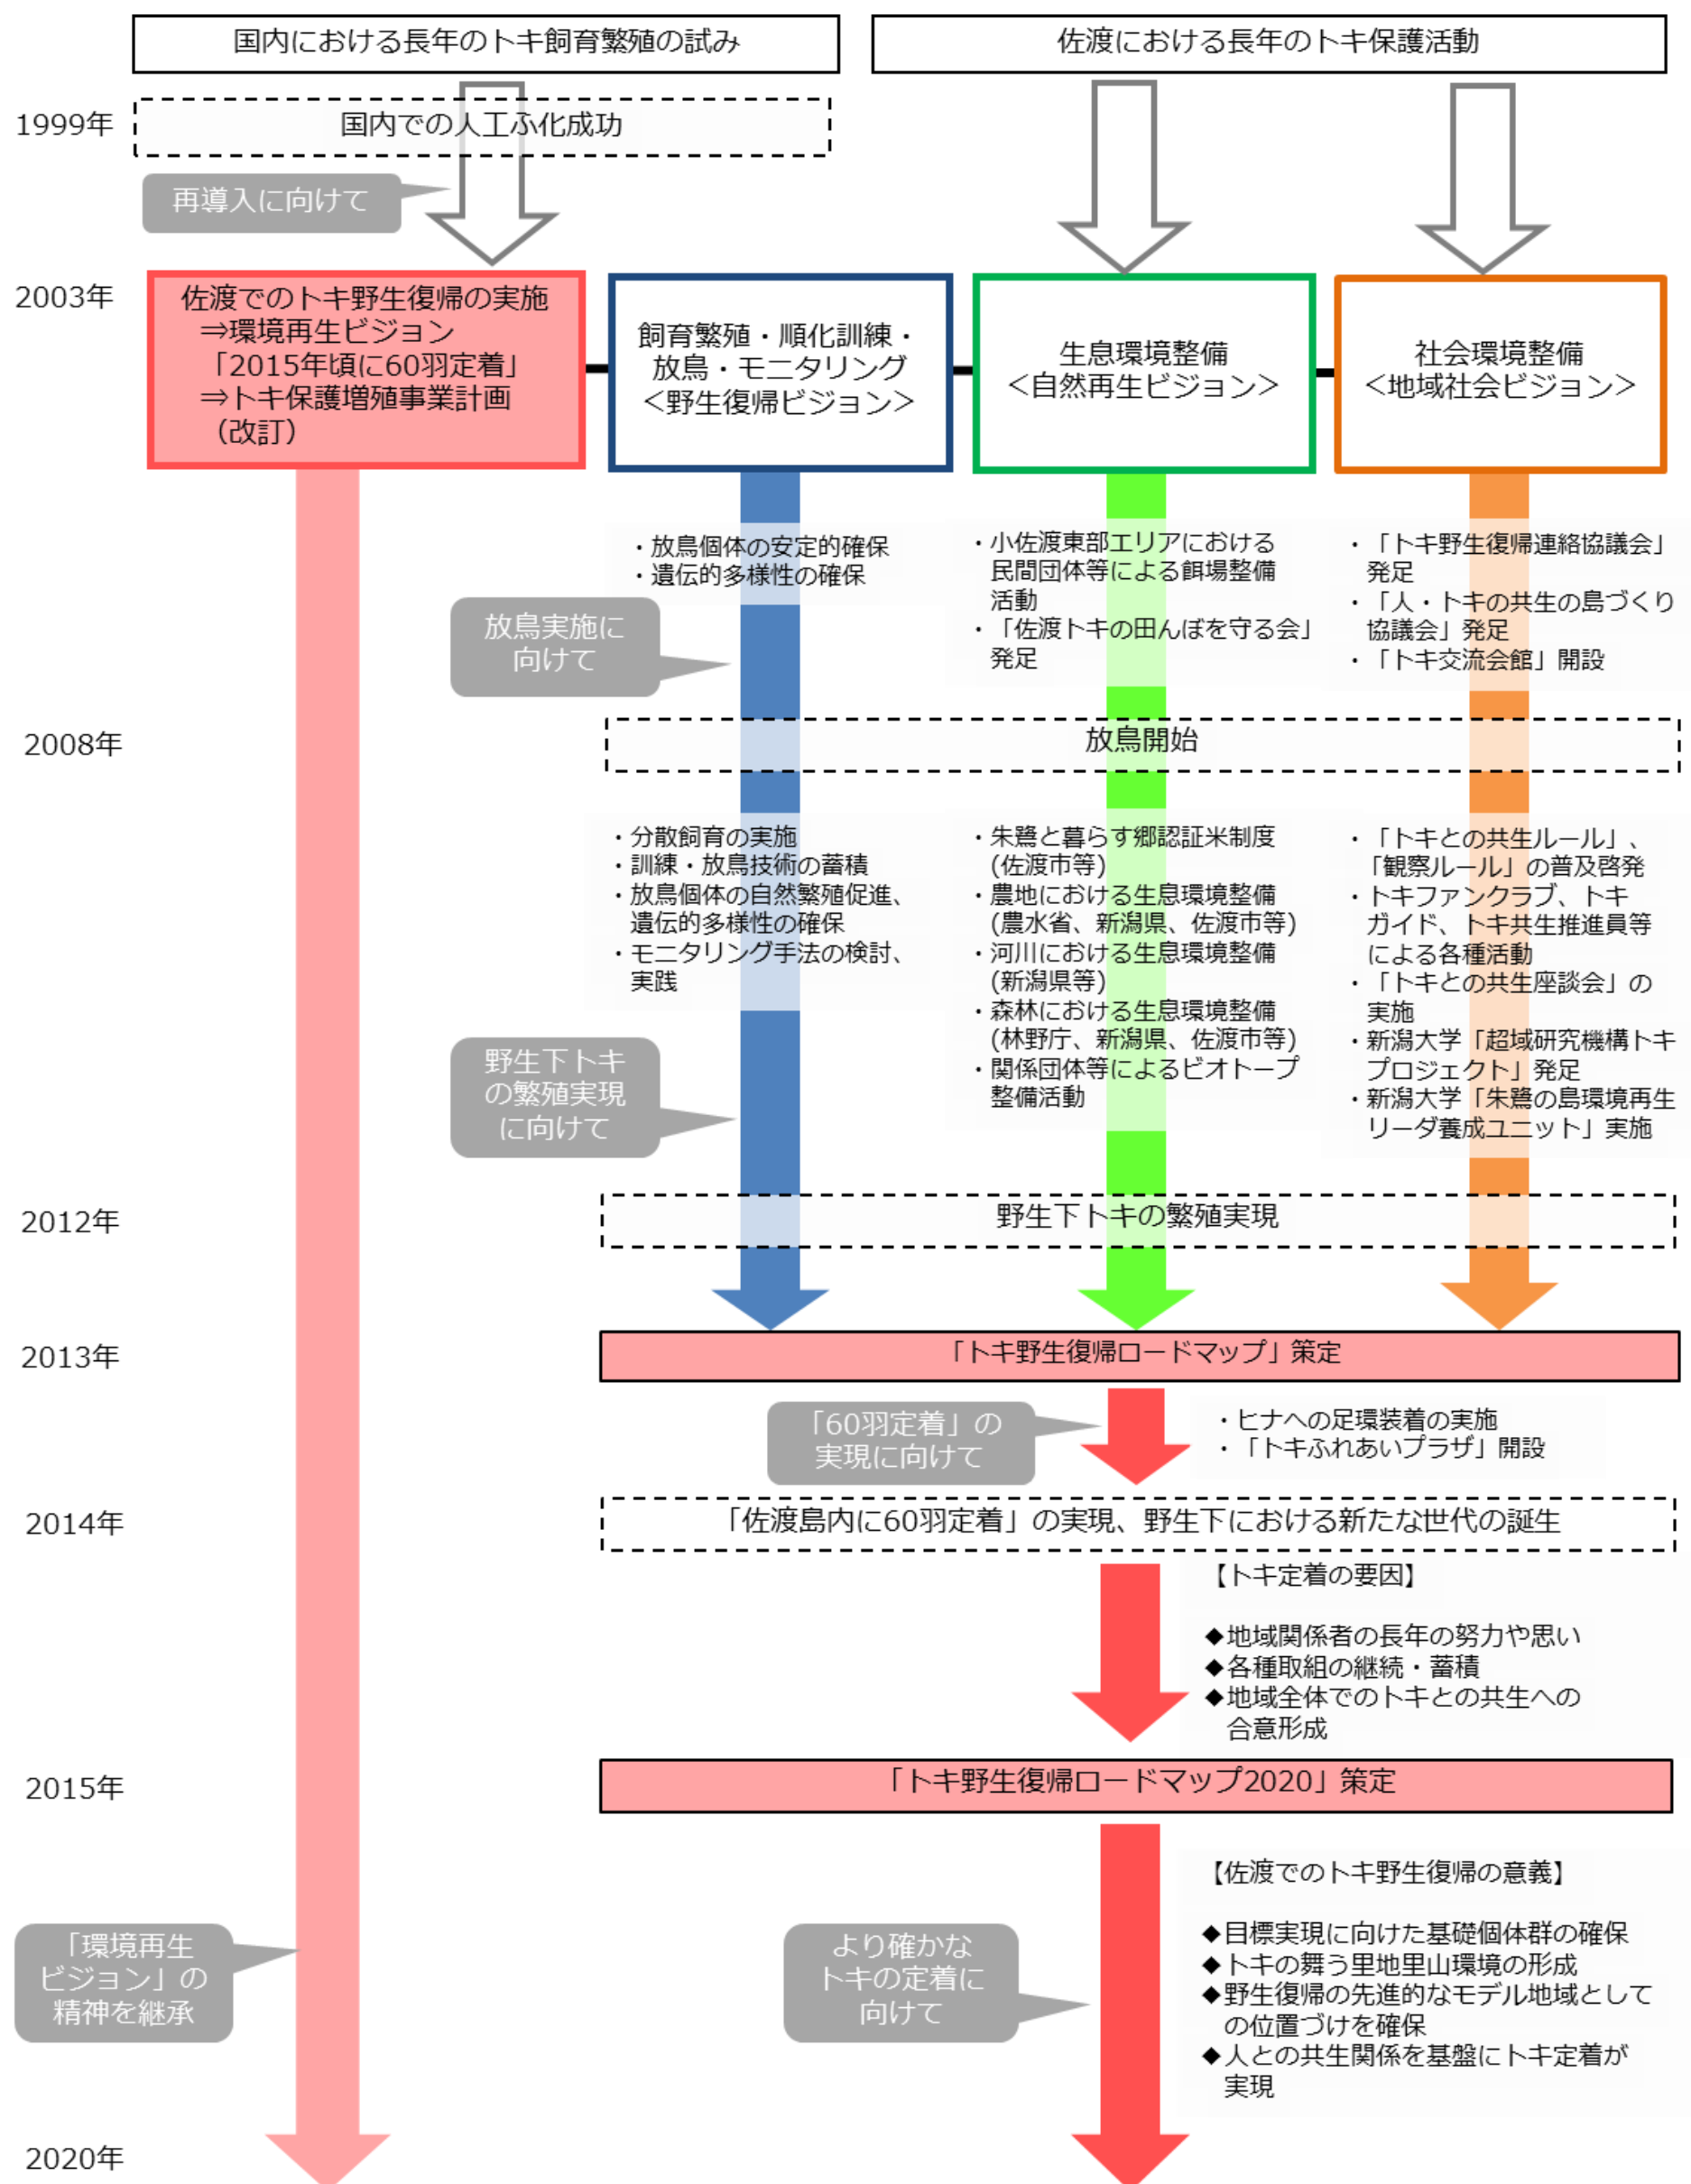 国内における長年のトキ飼育繁殖の試み
佐渡における長年のトキ保護活動
1999年
国内での人工ふ化成功
再導入に向けて
2003年
佐渡でのトキ野生復帰の実施
⇒環境再生ビジョン
「2015年頃に60羽定着」
⇒トキ保護増殖事業計画
（改訂）
飼育繁殖・順化訓練・
放鳥・モニタリング
＜野生復帰ビジョン＞
生息環境整備
＜自然再生ビジョン＞
社会環境整備
＜地域社会ビジョン＞
・放鳥個体の安定的確保
・遺伝的多様性の確保
・小佐渡東部エリアにおける
民間団体等による餌場整備
活動
・「佐渡トキの田んぼを守る会」
発足
・「トキ野生復帰連絡協議会」
発足
・「人・トキの共生の島づくり
協議会」発足
・「トキ交流会館」開設
放鳥実施に
向けて
2008年
放鳥開始
・分散飼育の実施
・訓練・放鳥技術の蓄積
・放鳥個体の自然繁殖促進、
遺伝的多様性の確保
・モニタリング手法の検討、
実践
・朱鷺と暮らす郷認証米制度
(佐渡市等)
・農地における生息環境整備
(農水省、新潟県、佐渡市等)
・河川における生息環境整備
(新潟県等)
・森林における生息環境整備
(林野庁、新潟県、佐渡市等)
・関係団体等によるビオトープ
整備活動
・「トキとの共生ルール」、
「観察ルール」の普及啓発
・トキファンクラブ、トキ
ガイド、トキ共生推進員等
による各種活動
・「トキとの共生座談会」の
実施
・新潟大学「超域研究機構トキ
プロジェクト」発足
・新潟大学「朱鷺の島環境再生
リーダ養成ユニット」実施
野生下トキ
の繁殖実現
に向けて
2012年
野生下トキの繁殖実現
2013年
「トキ野生復帰ロードマップ」策定
「60羽定着」の
実現に向けて
・ヒナへの足環装着の実施
・「トキふれあいプラザ」開設
2014年
「佐渡島内に60羽定着」の実現、野生下における新たな世代の誕生
【トキ定着の要因】
◆地域関係者の長年の努力や思い
◆各種取組の継続・蓄積
◆地域全体でのトキとの共生への
合意形成
2015年
「トキ野生復帰ロードマップ2020」策定
【佐渡でのトキ野生復帰の意義】
◆目標実現に向けた基礎個体群の確保
◆トキの舞う里地里山環境の形成
◆野生復帰の先進的なモデル地域として
の位置づけを確保
◆人との共生関係を基盤にトキ定着が
実現
「環境再生
ビジョン」の
精神を継承
より確かな
トキの定着に
向けて
2020年